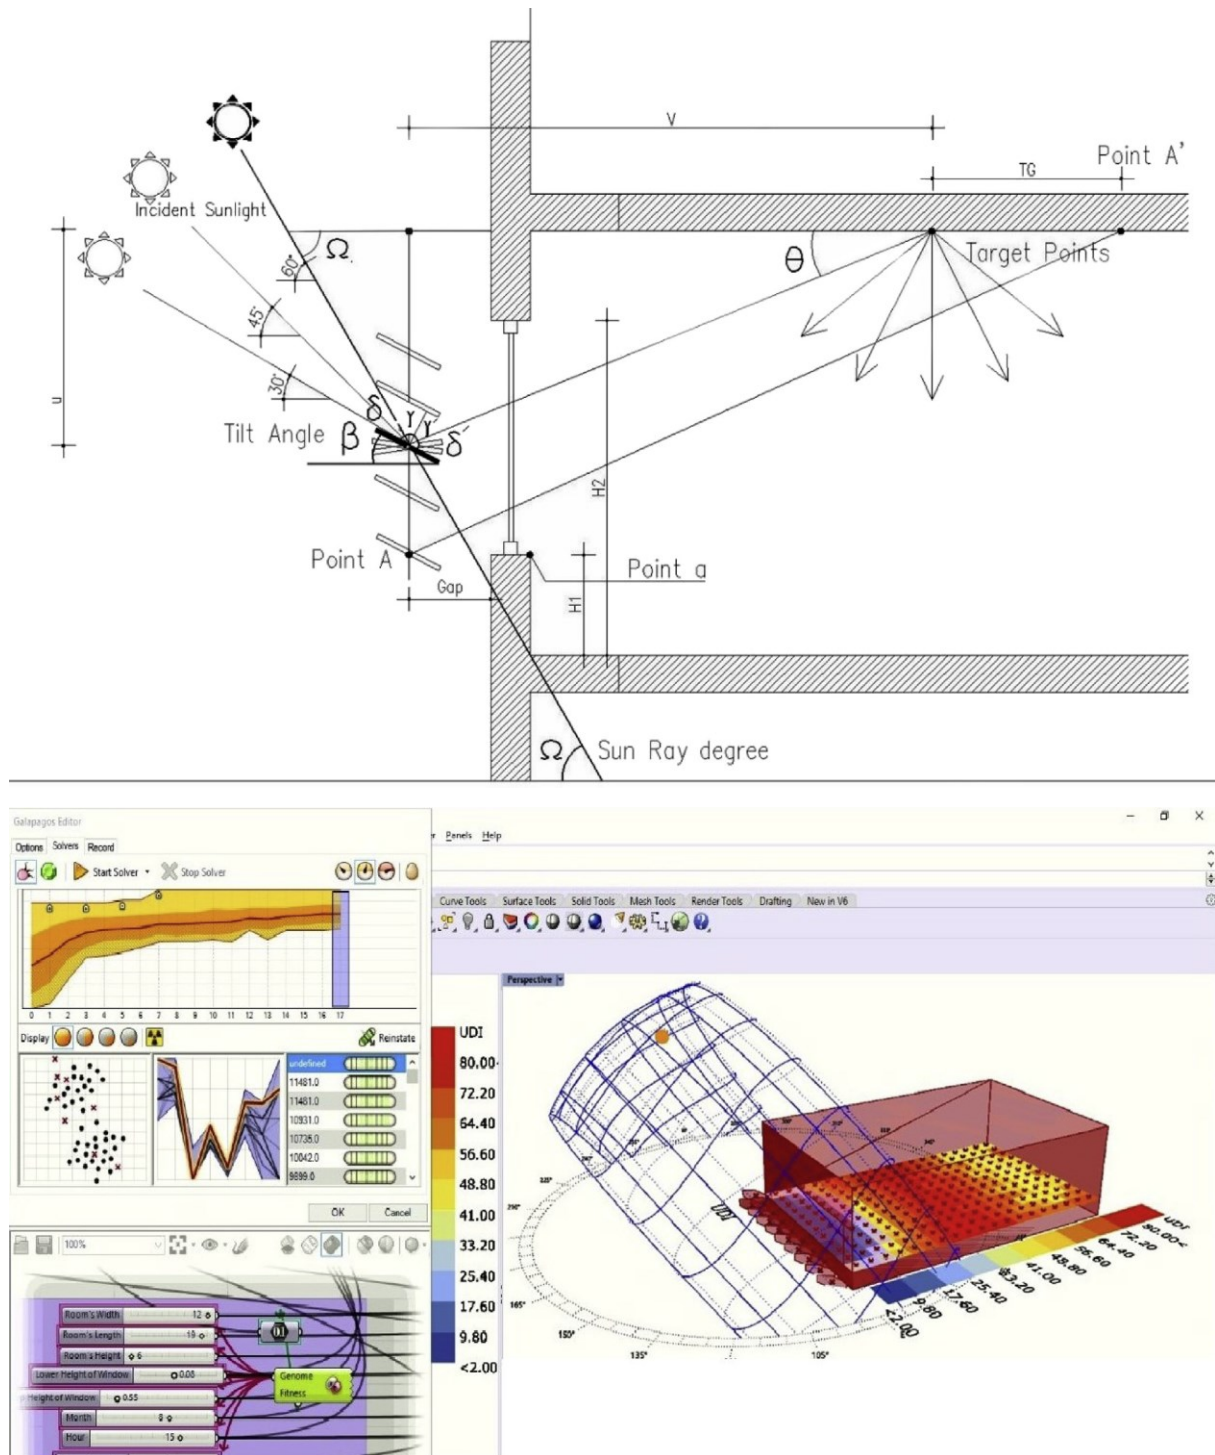 V
Point A'
TG
Incident Sunlight
Ω
60°
θ
Target Points
45°
u
30°
δ
γ
γ'
Tilt Angle
β
δ'
H2
Point A
Point a
Gap
H1
Ω
Sun Ray degree
Galapagos Editor
Options Solvers Record
Start Solver
Stop Solver
0 1 2 3 4 5 6 7 8 9 10 11 12 13 14 15 16 17
Display
Reinstate
undefined
11481.0
11481.0
10931.0
10735.0
10042.0
9899.0
OK
Cancel
100%
Room's Width
12
Room's Length
19
Room's Height
6
Lower Height of Window
0.08
Height of Window
0.55
Month
8
Hour
15
Genome
Fitness
Panels Help
Curve Tools
Surface Tools
Solid Tools
Mesh Tools
Render Tools
Drafting
New in V6
Perspective
UDI
80.00<
72.20
64.40
56.60
48.80
41.00
33.20
25.40
17.60
9.80
<2.00
UDI
165°
150°
135°
105°
UDI
80.00<
72.20
64.40
56.60
48.80
41.00
33.20
25.40
17.60
9.80
<2.00